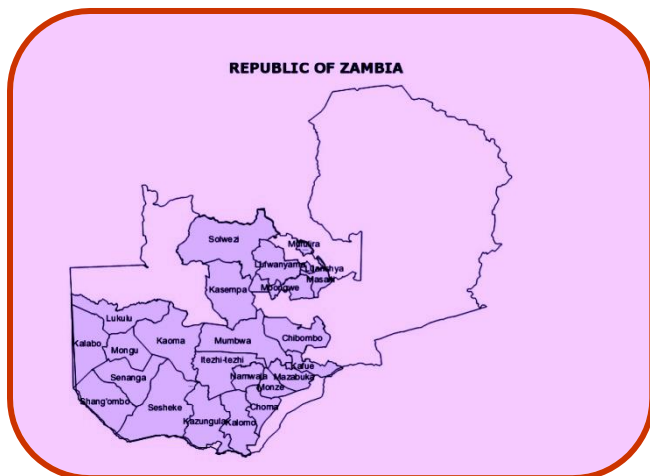 REPUBLIC OF ZAMBIA
Solwezi
Mufulira
Lufwanyama
Luanshya
Masaiti
Kasempa
Mpongwe
Lukulu
Kalabo
Mongu
Kaoma
Mumbwa
Chibombo
Itezhi-tezhi
Kafue
Senanga
Namwala
Mazabuka
Monze
Shang'ombo
Sesheke
Choma
Kazungula
Kalomo